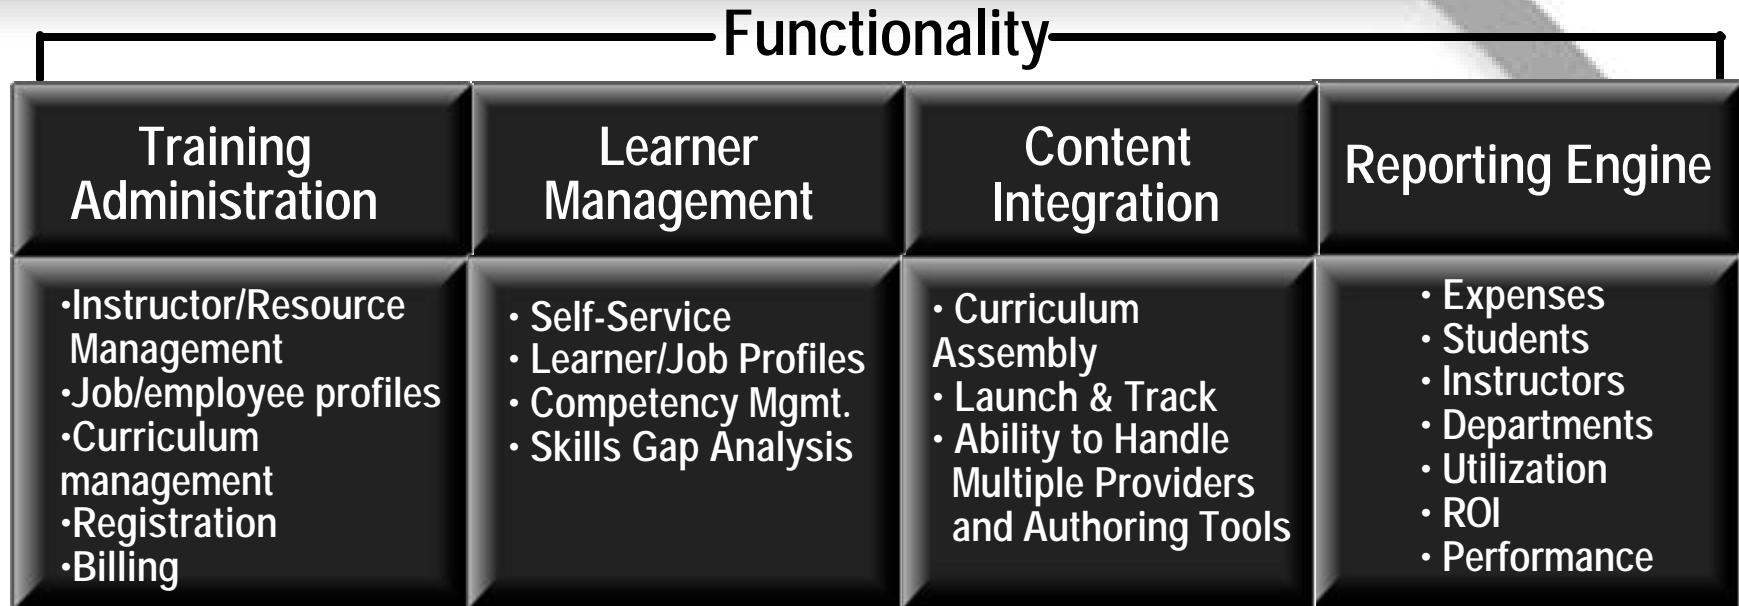 Functionality
Training
Administration
Learner
Management
Content
Integration
Reporting Engine
•Instructor/Resource
Management
•Job/employee profiles
•Curriculum
management
•Registration
•Billing
• Self-Service
• Learner/Job Profiles
• Competency Mgmt.
• Skills Gap Analysis
• Curriculum
Assembly
• Launch & Track
• Ability to Handle
Multiple Providers
and Authoring Tools
• Expenses
• Students
• Instructors
• Departments
• Utilization
• ROI
• Performance